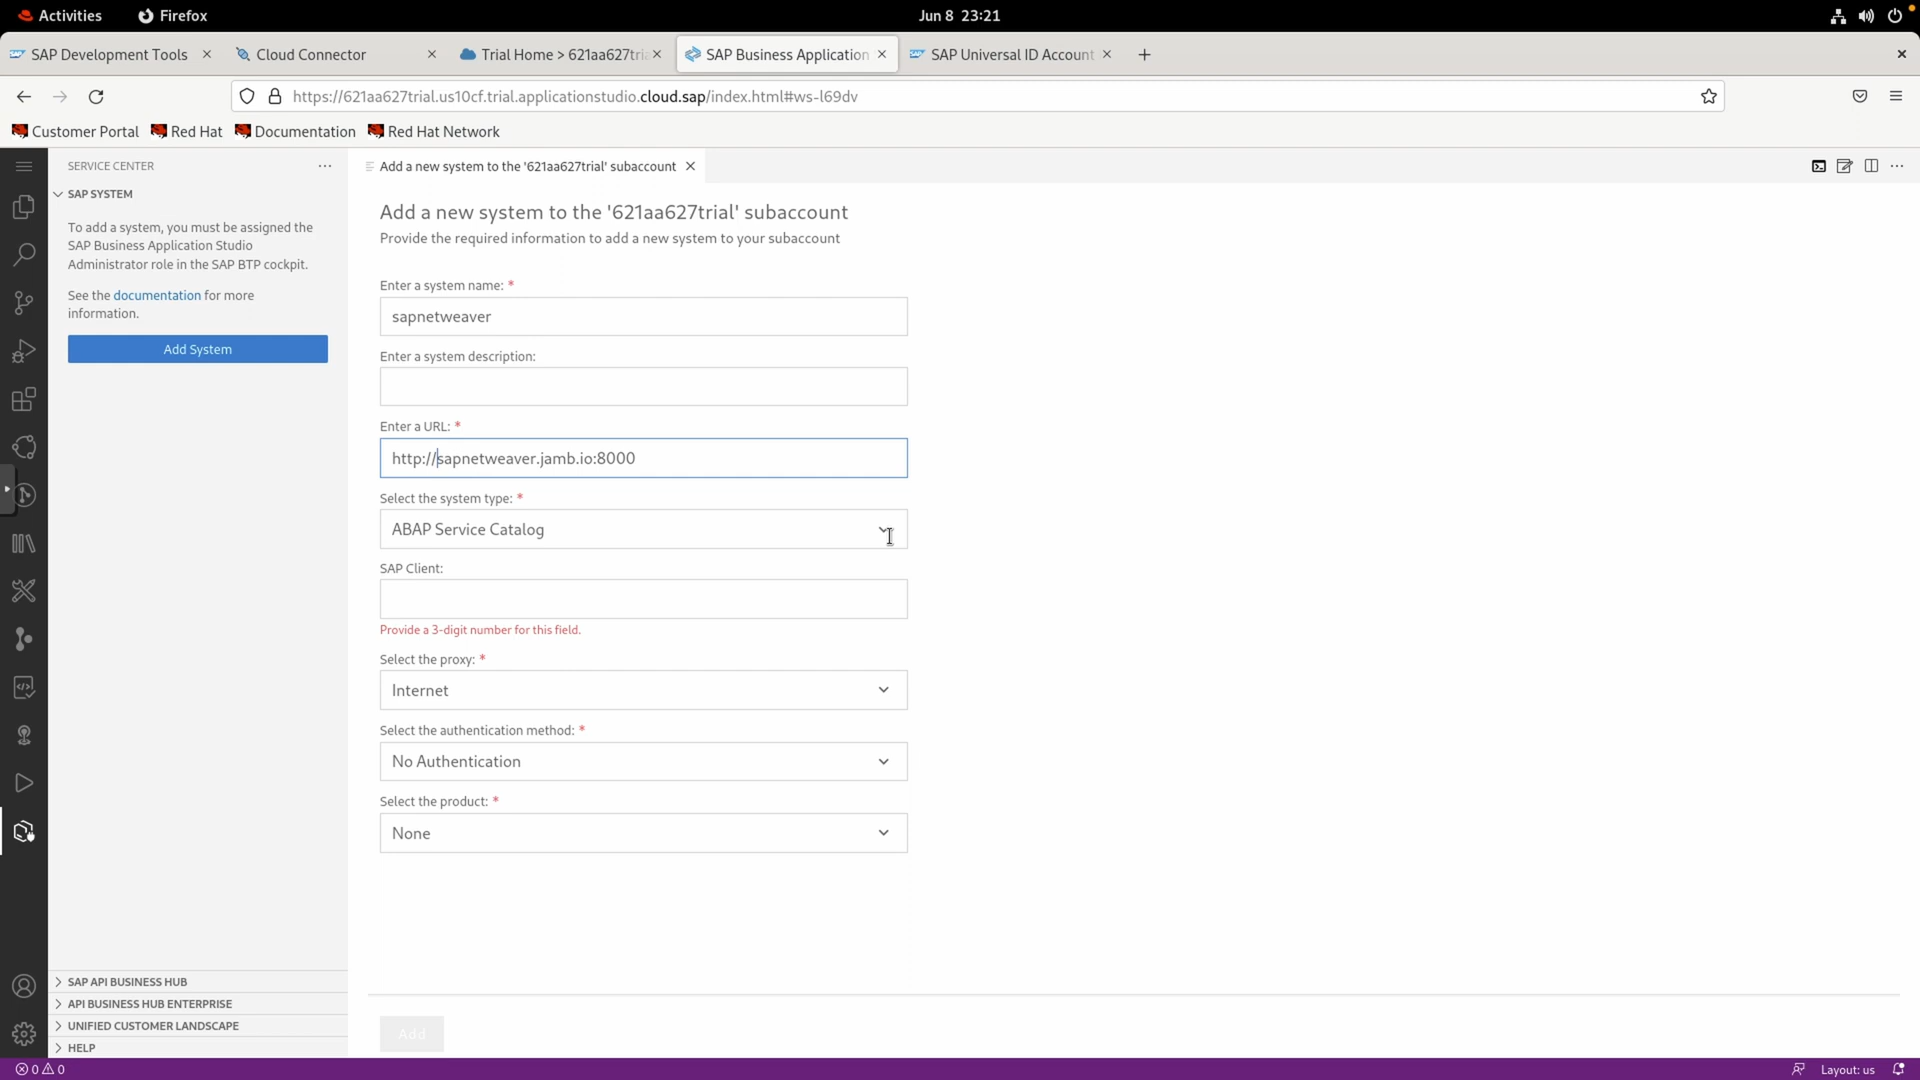 Activities
Firefox
Jun 8 23:21
SAP Development Tools
Cloud Connector
Trial Home > 621aa627tria
SAP Business Application
SAP Universal ID Account
https://621aa627trial.us10cf.trial.applicationstudio.cloud.sap/index.html#ws-l69dv
Customer Portal
Red Hat
Documentation
Red Hat Network
SERVICE CENTER
SAP SYSTEM
To add a system, you must be assigned the
SAP Business Application Studio
Administrator role in the SAP BTP cockpit.
See the documentation for more
information.
Add System
SAP API BUSINESS HUB
API BUSINESS HUB ENTERPRISE
UNIFIED CUSTOMER LANDSCAPE
HELP
Add a new system to the '621aa627trial' subaccount
Add a new system to the '621aa627trial' subaccount
Provide the required information to add a new system to your subaccount
Enter a system name: *
sapnetweaver
Enter a system description:
Enter a URL: *
http://sapnetweaver.jamb.io:8000
Select the system type: *
ABAP Service Catalog
SAP Client:
Provide a 3-digit number for this field.
Select the proxy: *
Internet
Select the authentication method: *
No Authentication
Select the product: *
None
Add
0 0
Layout: us